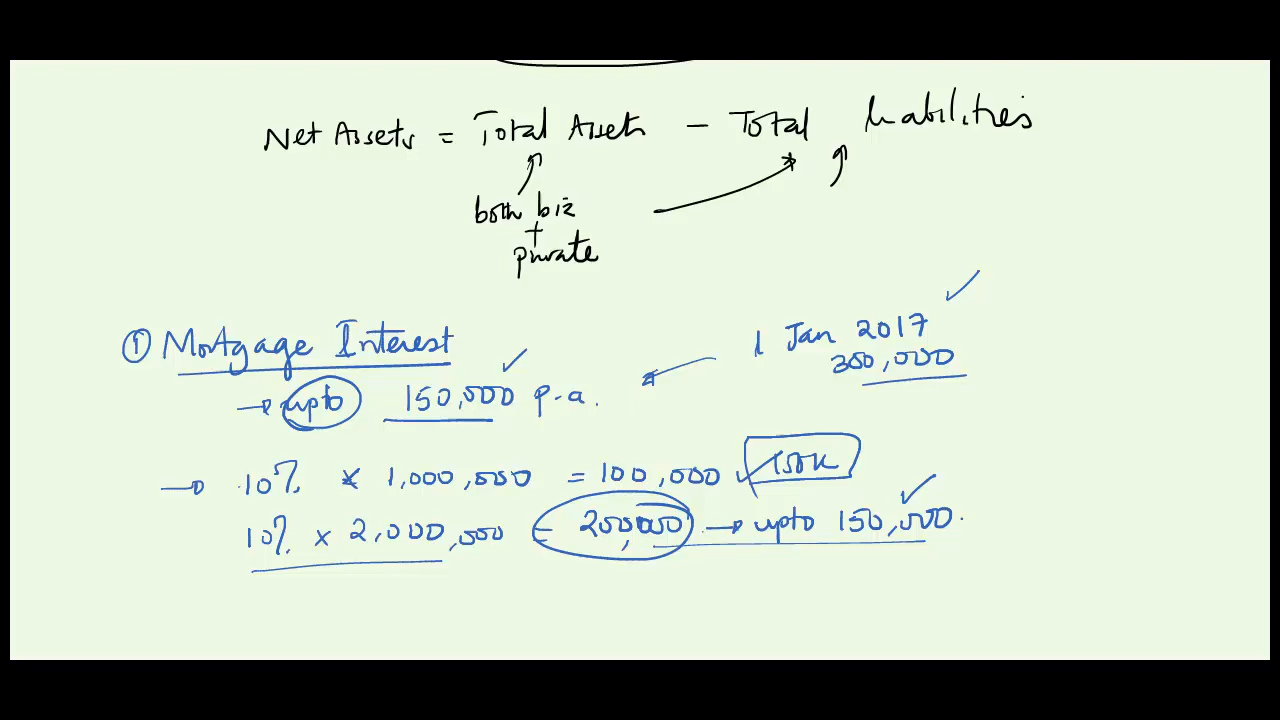 Net Assets = Total Assets – Total liabilities
both biz
+
private
① Mortgage Interest
1 Jan 2017
300,000
→ upto 150,000 p.a.
→ 10% × 1,000,000 = 100,000 150K
10% × 2,000,000 = 200,000 → upto 150,000.